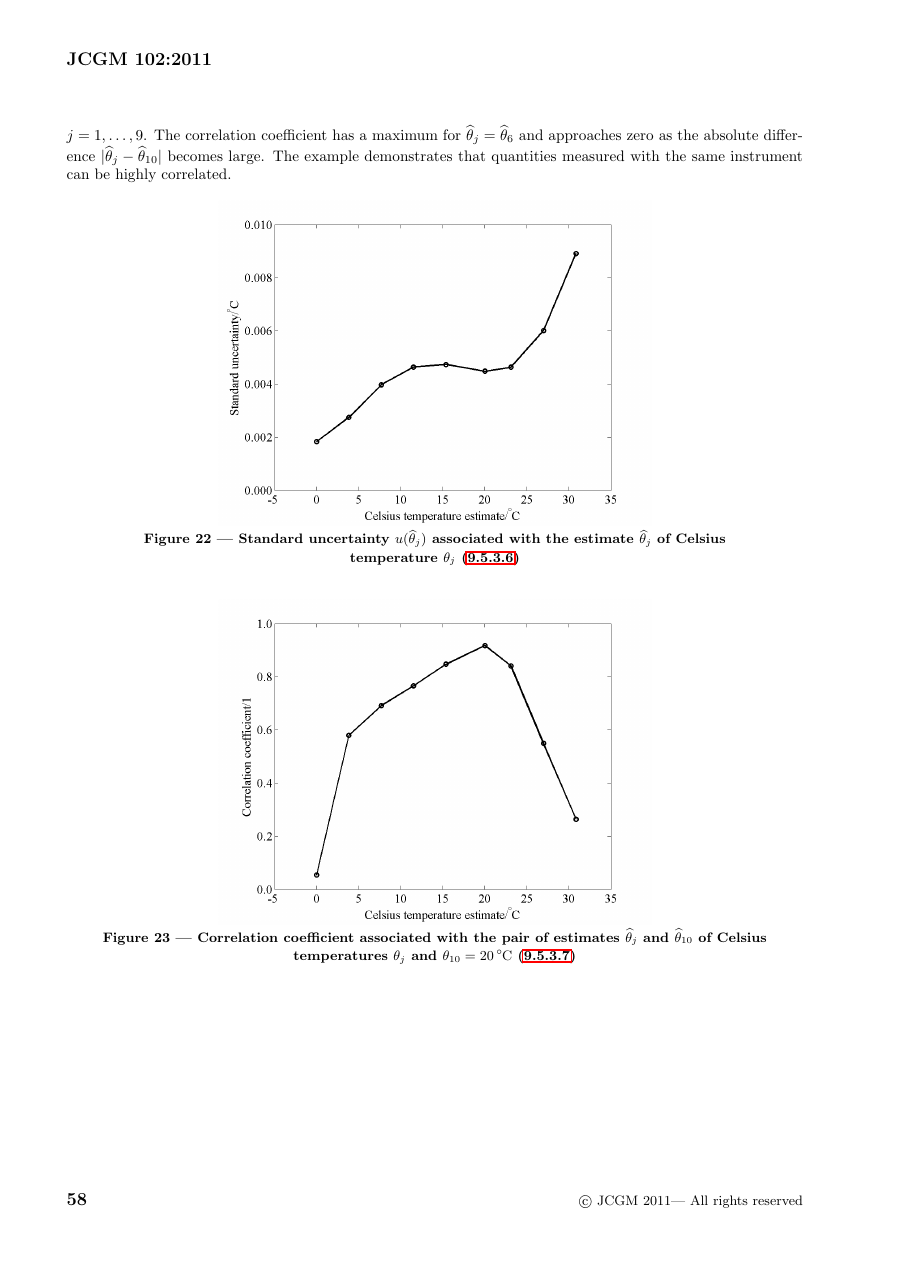 JCGM 102:2011
j = 1, . . . , 9. The correlation coefficient has a maximum for θ̂j = θ̂6 and approaches zero as the absolute differ-
ence |θ̂j − θ̂10| becomes large. The example demonstrates that quantities measured with the same instrument
can be highly correlated.
0.010
0.008
0.006
0.004
0.002
0.000
Standard uncertainty/°C
-5 0 5 10 15 20 25 30 35
Celsius temperature estimate/°C
Figure 22 — Standard uncertainty u(θ̂j) associated with the estimate θ̂j of Celsius
temperature θj (9.5.3.6)
1.0
0.8
0.6
0.4
0.2
0.0
Correlation coefficient/1
-5 0 5 10 15 20 25 30 35
Celsius temperature estimate/°C
Figure 23 — Correlation coefficient associated with the pair of estimates θ̂j and θ̂10 of Celsius
temperatures θj and θ10 = 20 °C (9.5.3.7)
58
© JCGM 2011— All rights reserved